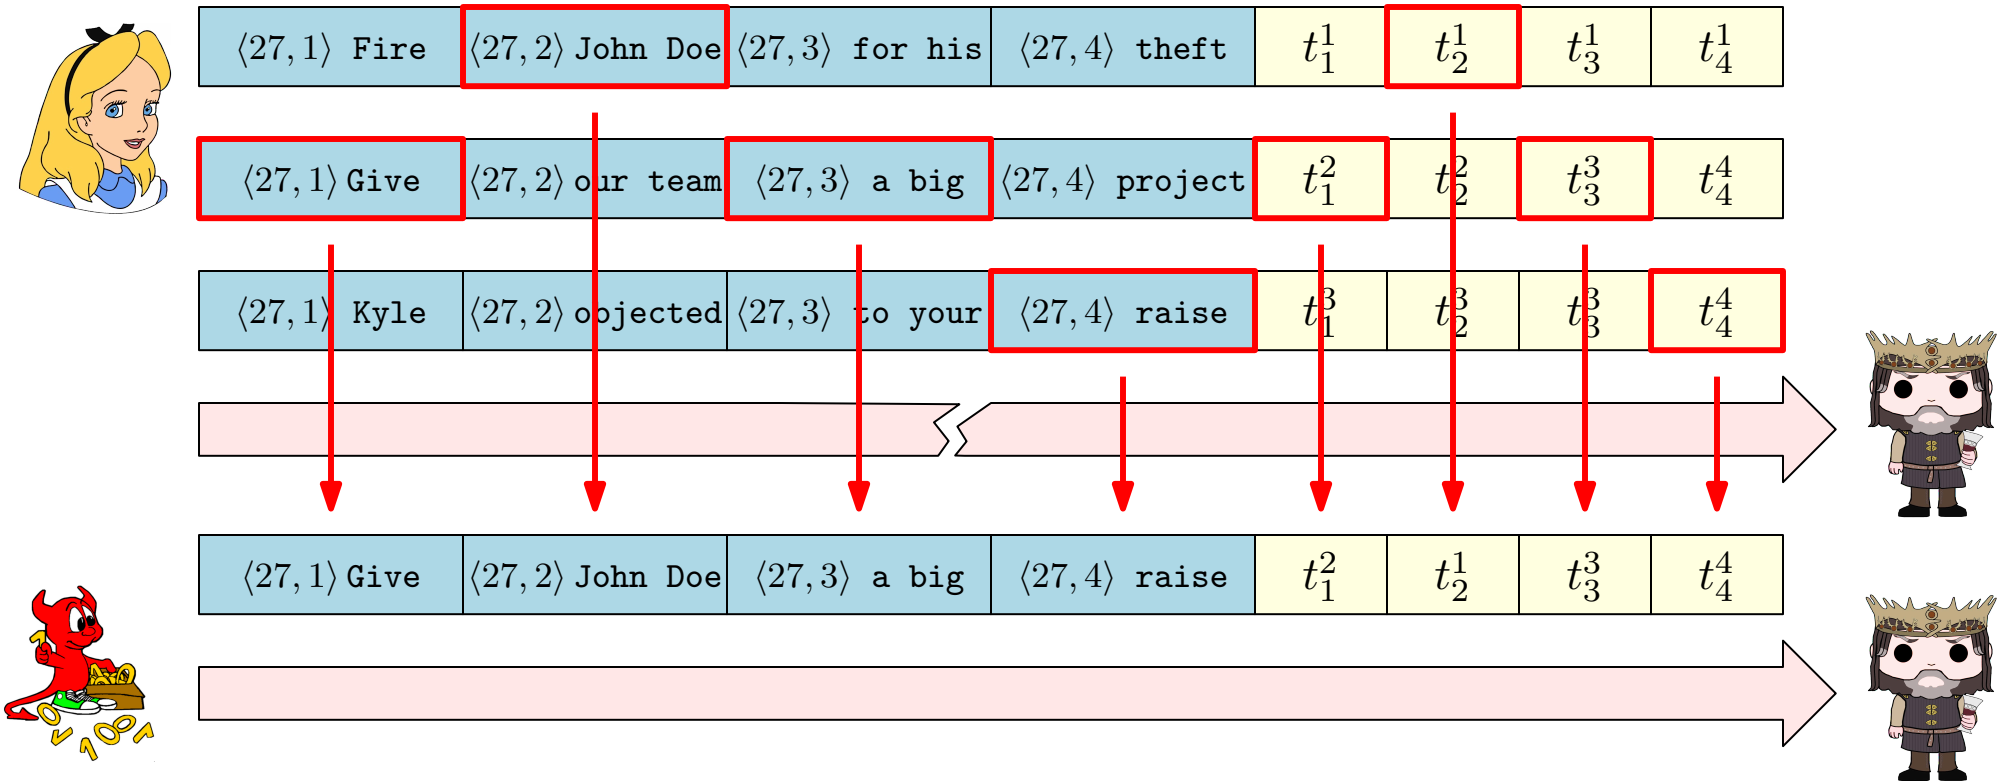 ⟨27, 1⟩ Fire ⟨27, 2⟩ John Doe ⟨27, 3⟩ for his ⟨27, 4⟩ theft t₁¹ t₂¹ t₃¹ t₄¹
⟨27, 1⟩ Give ⟨27, 2⟩ our team ⟨27, 3⟩ a big ⟨27, 4⟩ project t₁² t₂² t₃³ t₄⁴
⟨27, 1⟩ Kyle ⟨27, 2⟩ objected ⟨27, 3⟩ to your ⟨27, 4⟩ raise t₁³ t₂³ t₃³ t₄⁴
⟨27, 1⟩ Give ⟨27, 2⟩ John Doe ⟨27, 3⟩ a big ⟨27, 4⟩ raise t₁² t₂¹ t₃³ t₄⁴